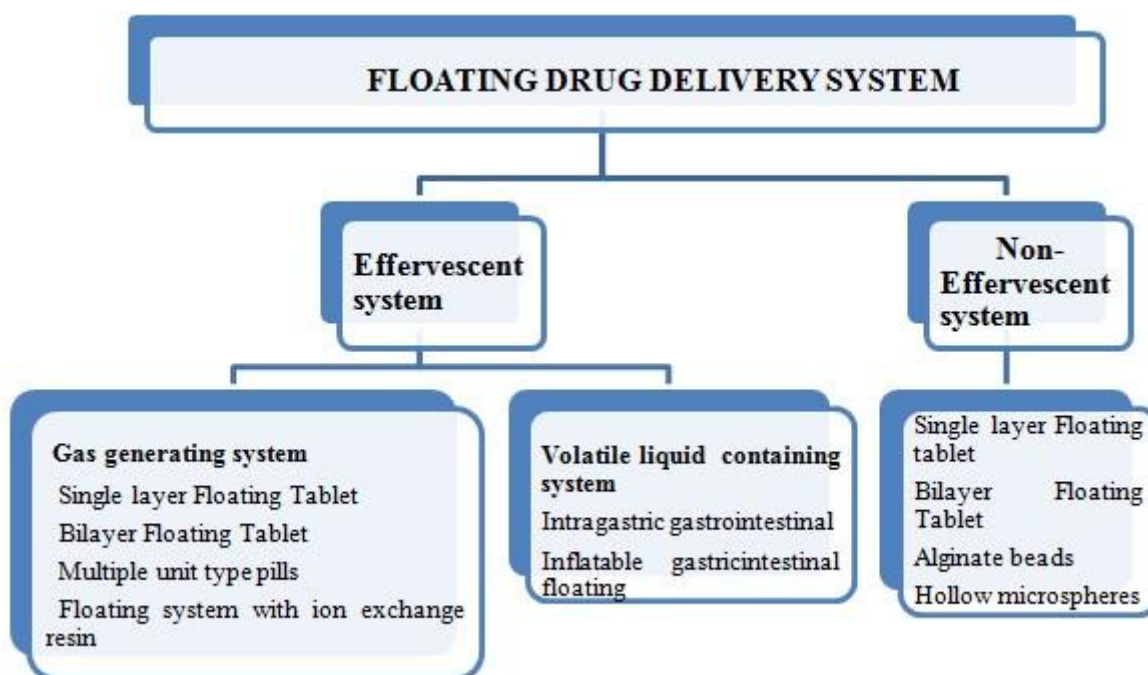 FLOATING DRUG DELIVERY SYSTEM
Effervescent
system
Non-
Effervescent
system
Gas generating system
Single layer Floating Tablet
Bilayer Floating Tablet
Multiple unit type pills
Floating system with ion exchange
resin
Volatile liquid containing
system
Intragastric gastrointestinal
Inflatable gastricintestinal
floating
Single layer Floating
tablet
Bilayer Floating
Tablet
Alginate beads
Hollow microspheres